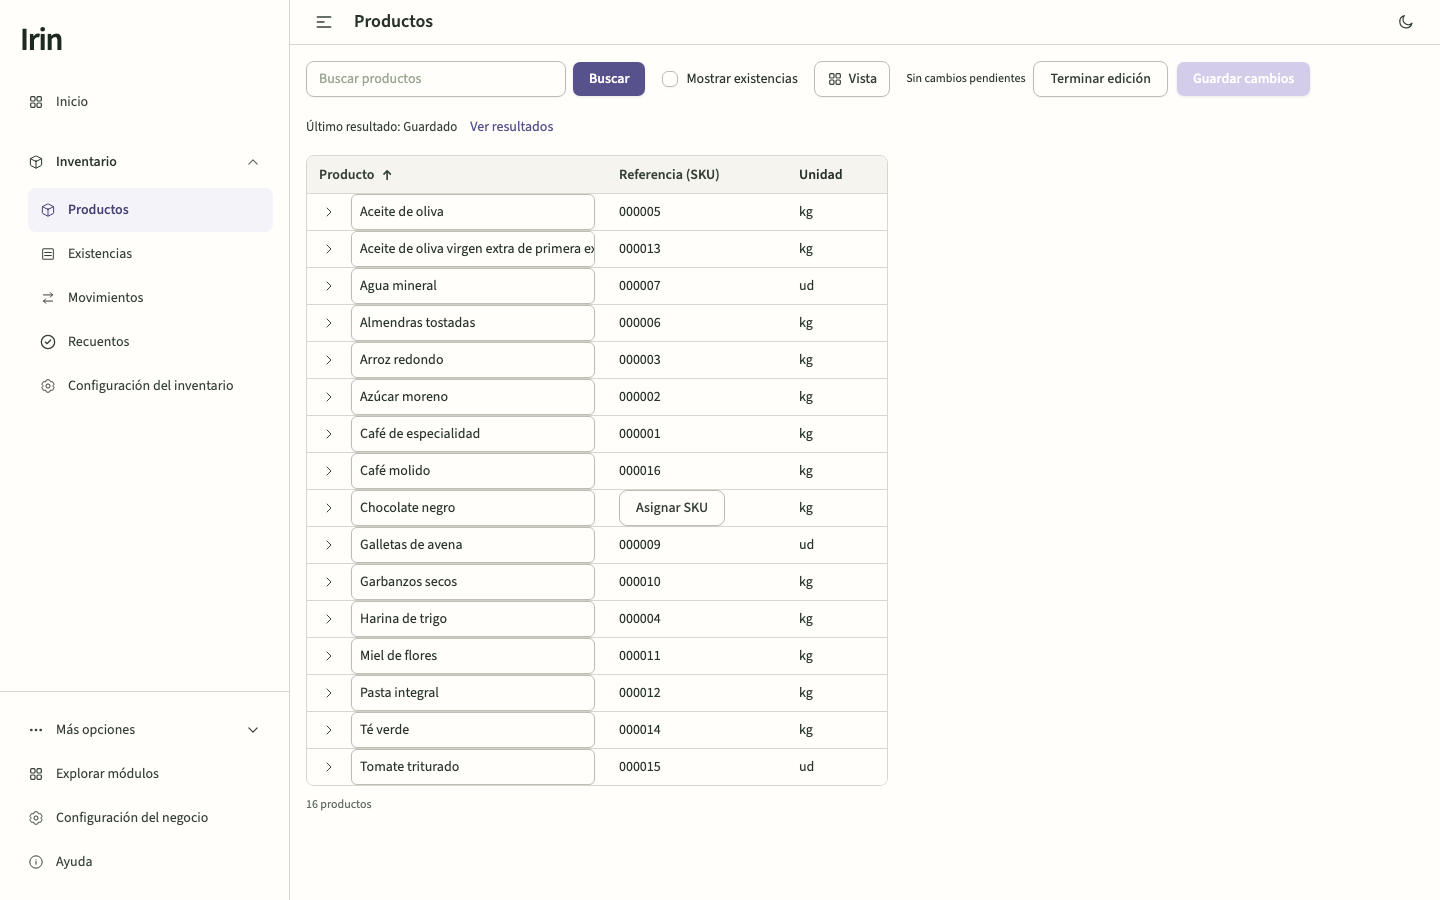 Irin
Productos
Inicio
Inventario
Productos
Existencias
Movimientos
Recuentos
Configuración del inventario
Más opciones
Explorar módulos
Configuración del negocio
Ayuda
Buscar productos
Buscar
Mostrar existencias
Vista
Sin cambios pendientes
Terminar edición
Guardar cambios
Último resultado: Guardado Ver resultados
Producto Referencia (SKU) Unidad
Aceite de oliva 000005 kg
Aceite de oliva virgen extra de primera ex 000013 kg
Agua mineral 000007 ud
Almendras tostadas 000006 kg
Arroz redondo 000003 kg
Azúcar moreno 000002 kg
Café de especialidad 000001 kg
Café molido 000016 kg
Chocolate negro Asignar SKU kg
Galletas de avena 000009 ud
Garbanzos secos 000010 kg
Harina de trigo 000004 kg
Miel de flores 000011 kg
Pasta integral 000012 kg
Té verde 000014 kg
Tomate triturado 000015 ud
16 productos